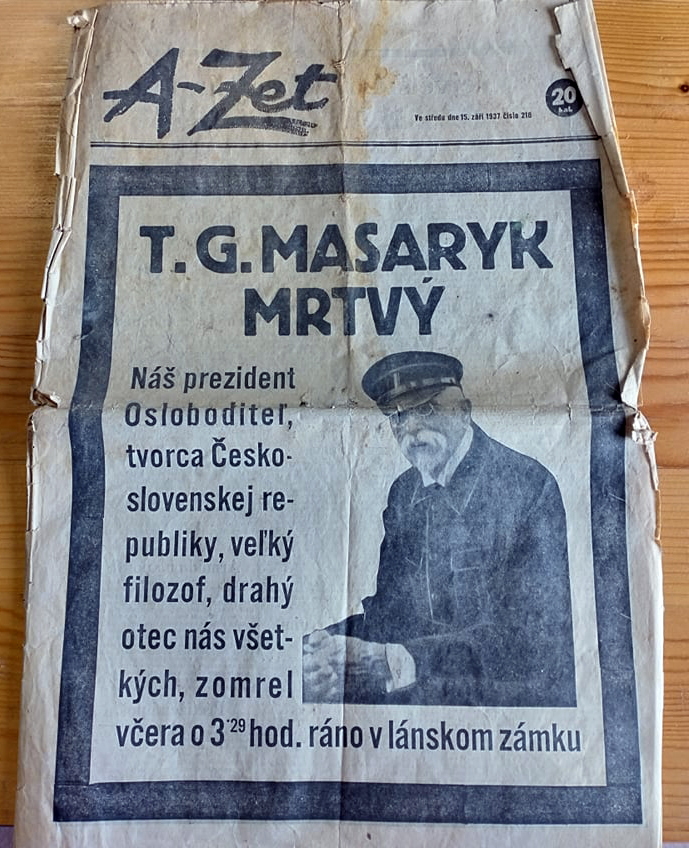 A-Zet
Ve středu dne 15. září 1937 číslo 216
20
hal.
T. G. MASARYK
MRTVÝ
Náš prezident
Osloboditeľ,
tvorca Česko-
slovenskej re-
publiky, veľký
filozof, drahý
otec nás všet-
kých, zomrel
včera o 3·29 hod. ráno v lánskom zámku